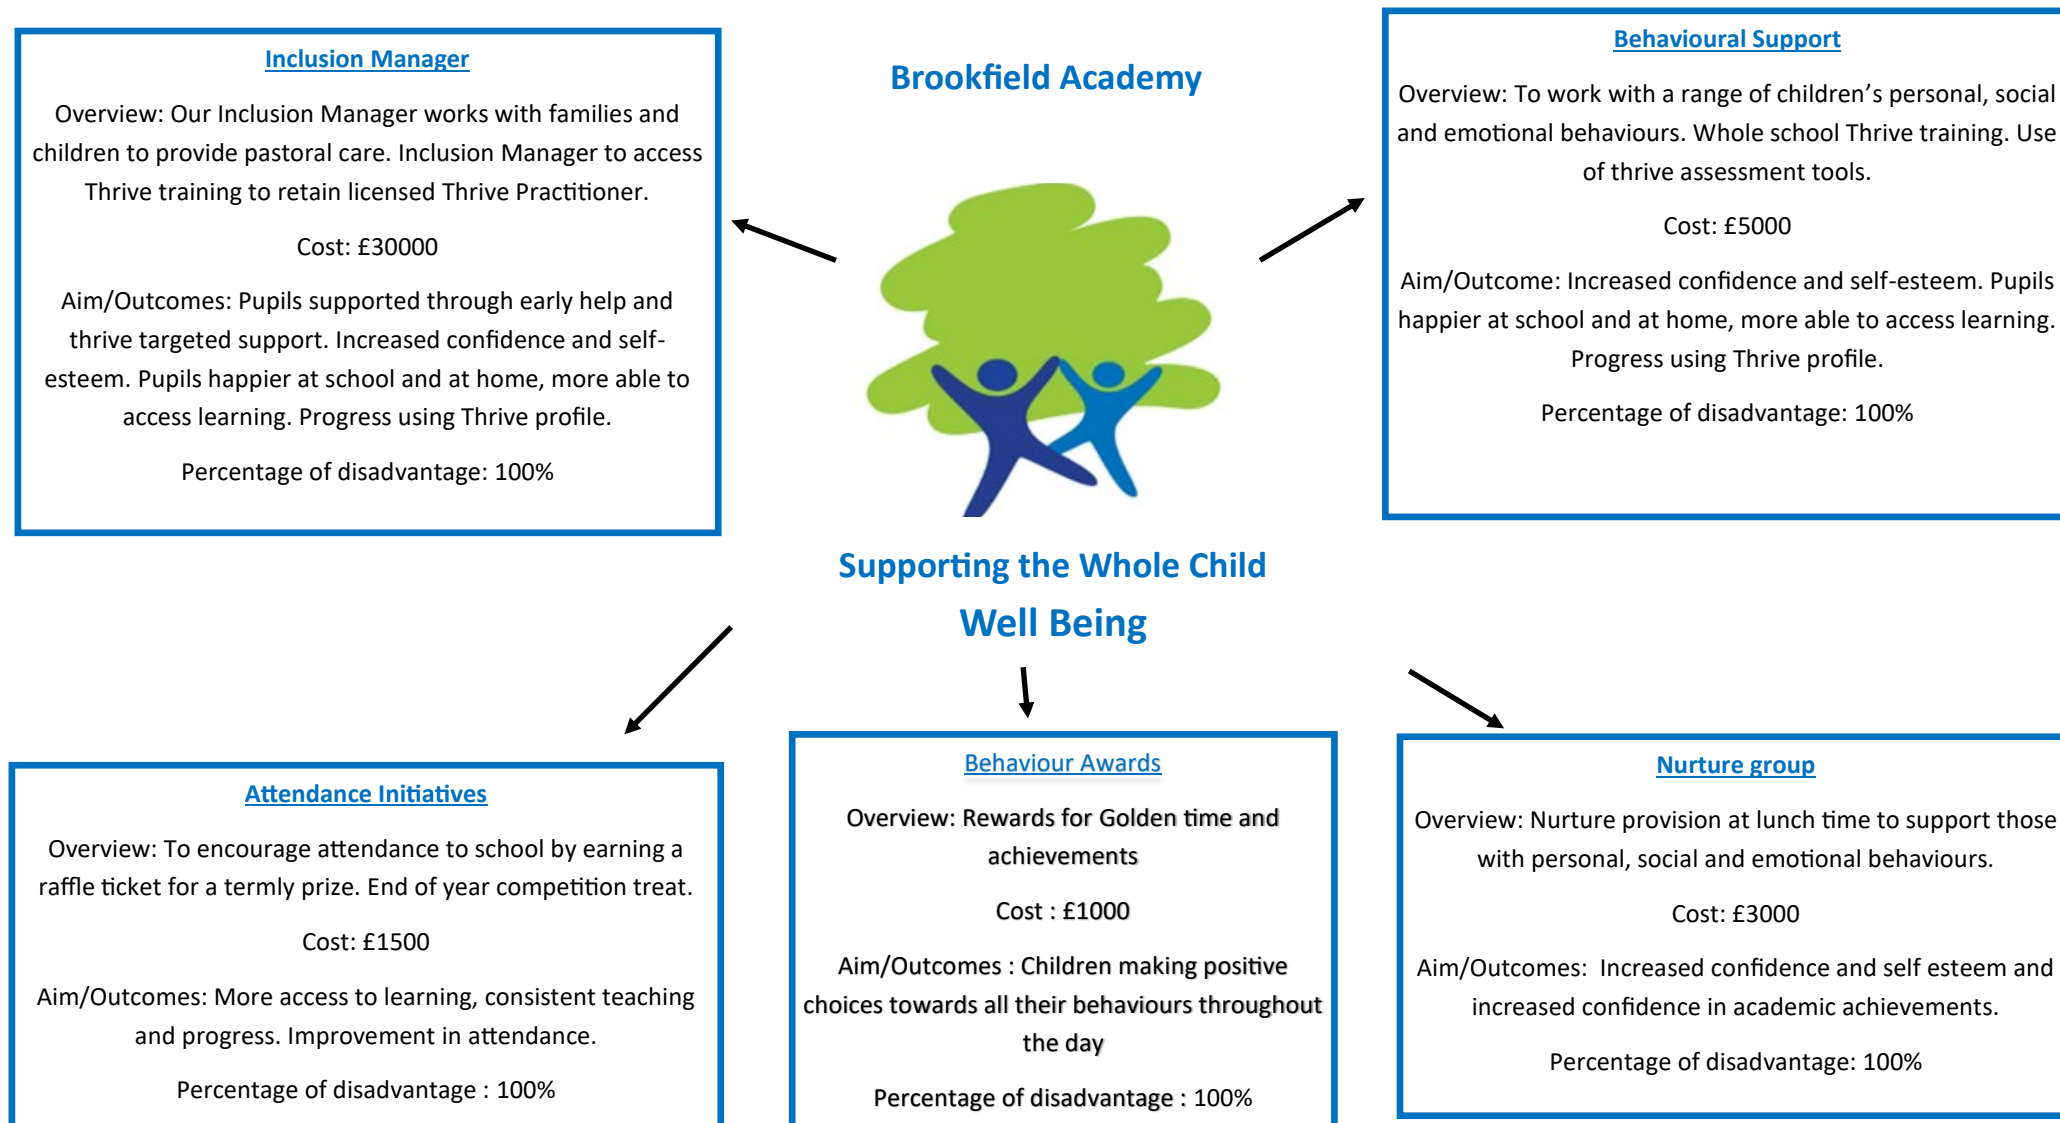 Inclusion Manager
Overview: Our Inclusion Manager works with families and
children to provide pastoral care. Inclusion Manager to access
Thrive training to retain licensed Thrive Practitioner.
Cost: £30000
Aim/Outcomes: Pupils supported through early help and
thrive targeted support. Increased confidence and self-
esteem. Pupils happier at school and at home, more able to
access learning. Progress using Thrive profile.
Percentage of disadvantage: 100%
Brookfield Academy
Supporting the Whole Child
Well Being
Behavioural Support
Overview: To work with a range of children’s personal, social
and emotional behaviours. Whole school Thrive training. Use
of thrive assessment tools.
Cost: £5000
Aim/Outcome: Increased confidence and self-esteem. Pupils
happier at school and at home, more able to access learning.
Progress using Thrive profile.
Percentage of disadvantage: 100%
Attendance Initiatives
Overview: To encourage attendance to school by earning a
raffle ticket for a termly prize. End of year competition treat.
Cost: £1500
Aim/Outcomes: More access to learning, consistent teaching
and progress. Improvement in attendance.
Percentage of disadvantage : 100%
Behaviour Awards
Overview: Rewards for Golden time and
achievements
Cost : £1000
Aim/Outcomes : Children making positive
choices towards all their behaviours throughout
the day
Percentage of disadvantage : 100%
Nurture group
Overview: Nurture provision at lunch time to support those
with personal, social and emotional behaviours.
Cost: £3000
Aim/Outcomes:  Increased confidence and self esteem and
increased confidence in academic achievements.
Percentage of disadvantage: 100%